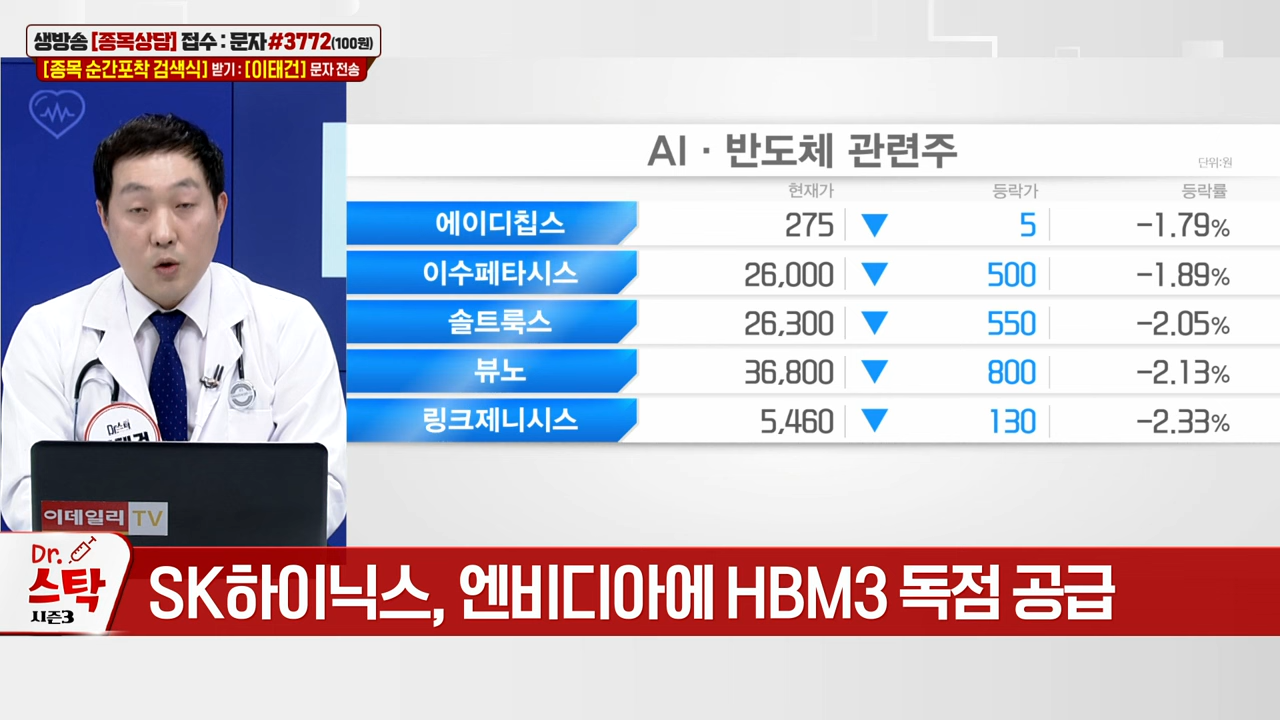 생방송 [종목상담] 접수 : 문자#3772(100원)
[종목 순간포착 검색식] 받기 : [이태건] 문자 전송
AI · 반도체 관련주
단위:원
현재가 등락가 등락률
에이디칩스 275 ▼ 5 -1.79%
이수페타시스 26,000 ▼ 500 -1.89%
솔트룩스 26,300 ▼ 550 -2.05%
뷰노 36,800 ▼ 800 -2.13%
링크제니시스 5,460 ▼ 130 -2.33%
Dr.스탁
이데일리TV
Dr.
스탁
시즌3
SK하이닉스, 엔비디아에 HBM3 독점 공급